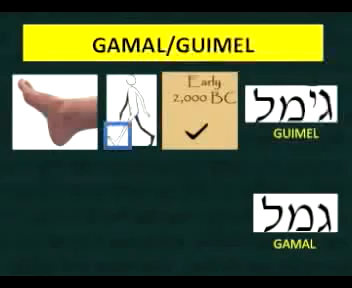 GAMAL/GUIMEL
Early
2,000 BC
גימל
GUIMEL
גמל
GAMAL